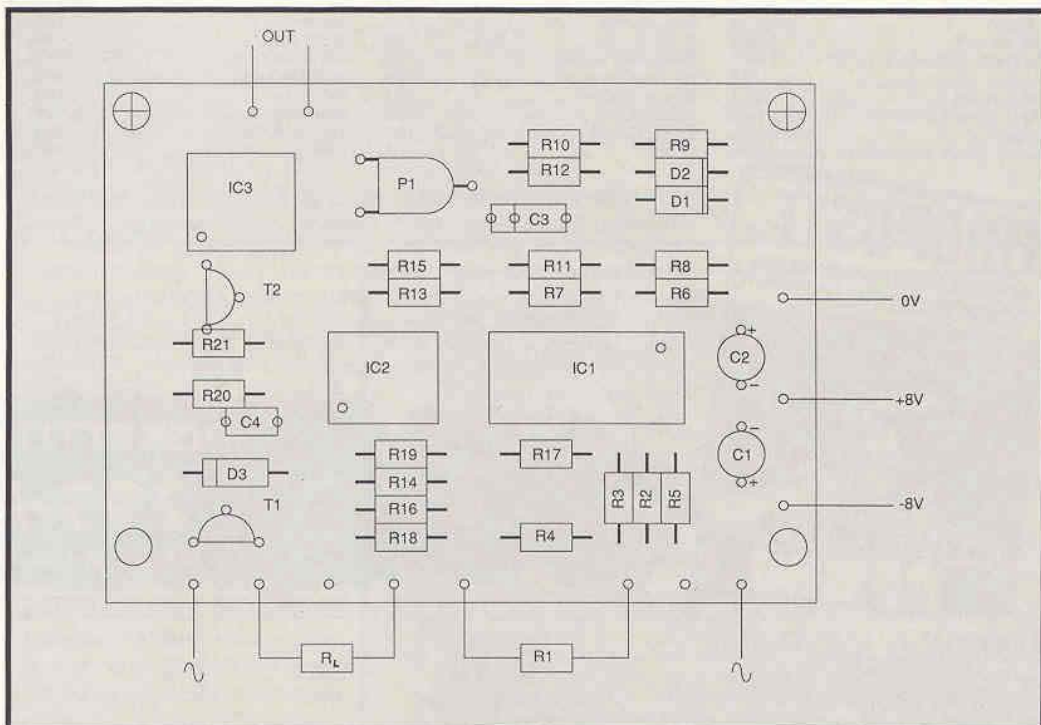 OUT
IC3
P1
R10
R12
R9
D2
D1
C3
R15
R13
R11
R7
R8
R6
T2
0V
R21
IC2
IC1
+
C2
-
R20
C4
+8V
R19
R14
R16
R18
R17
-
C1
+
D3
R3
R2
R5
T1
R4
-8V
RL
R1